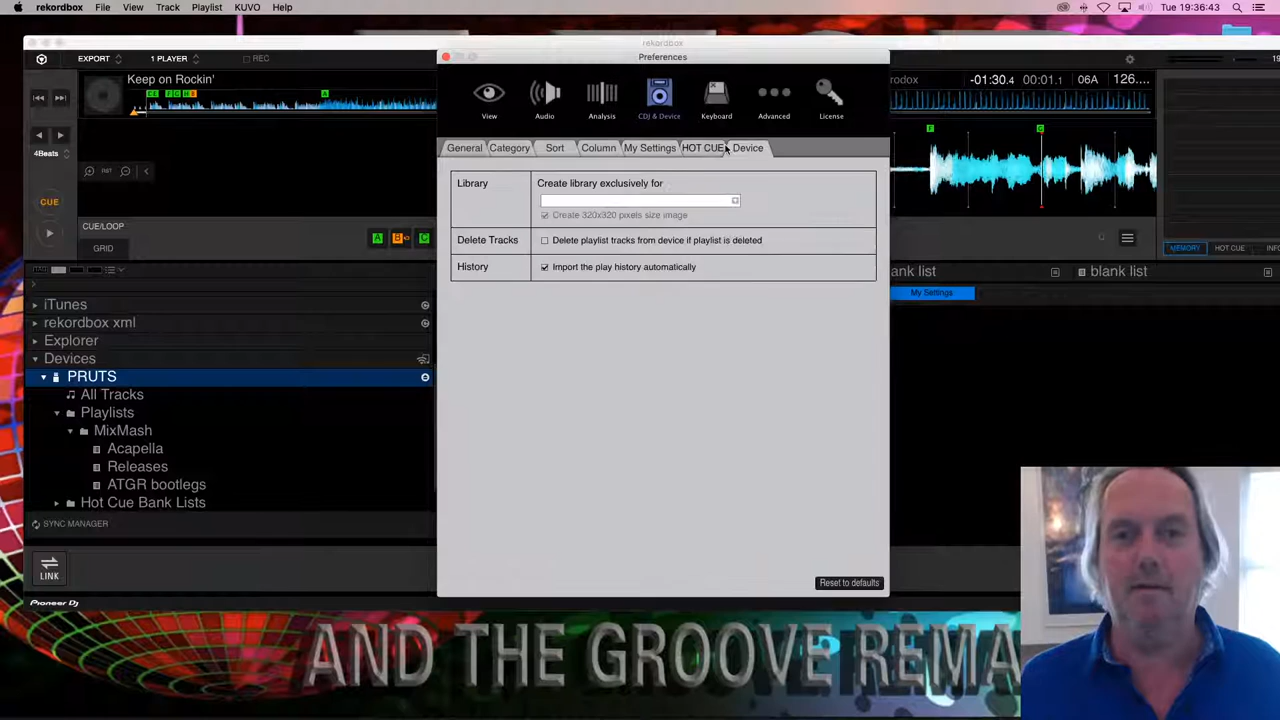 rekordbox File View Track Playlist KUVO Help Tue 19:36:43
rekordbox
Preferences
EXPORT 1 PLAYER REC
Keep on Rockin'
-01:30.4 00:01.1 06A 126....
View Audio Analysis CDJ & Device Keyboard Advanced License
4Beats
General Category Sort Column My Settings HOT CUE Device
INIT
Library Create library exclusively for
Create 320x320 pixels size image
Delete Tracks Delete playlist tracks from device if playlist is deleted
History Import the play history automatically
CUE
CUE/LOOP
A B C
GRID
MEMORY HOT CUE INFO
blank list
My Settings
iTunes
rekordbox xml
Explorer
Devices
PRUTS
All Tracks
Playlists
MixMash
Acapella
Releases
ATGR bootlegs
Hot Cue Bank Lists
SYNC MANAGER
LINK
Reset to defaults
Pioneer Dj
AND THE GROOVE REMA